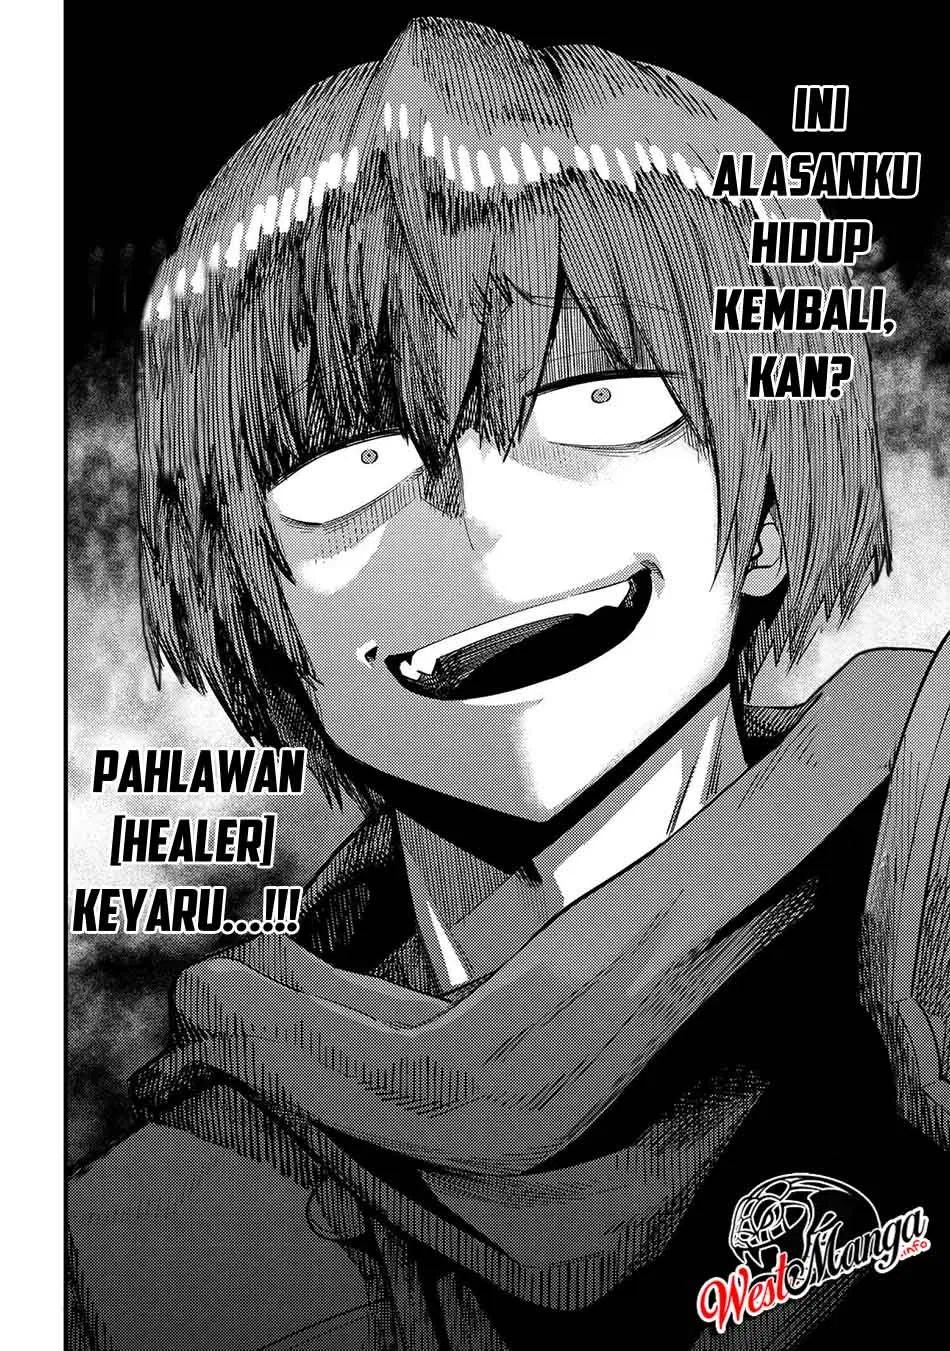 INI
ALASANKU
HIDUP
KEMBALI,
KAN?
PAHLAWAN
[HEALER]
KEYARU...!!!
WestManga
.info